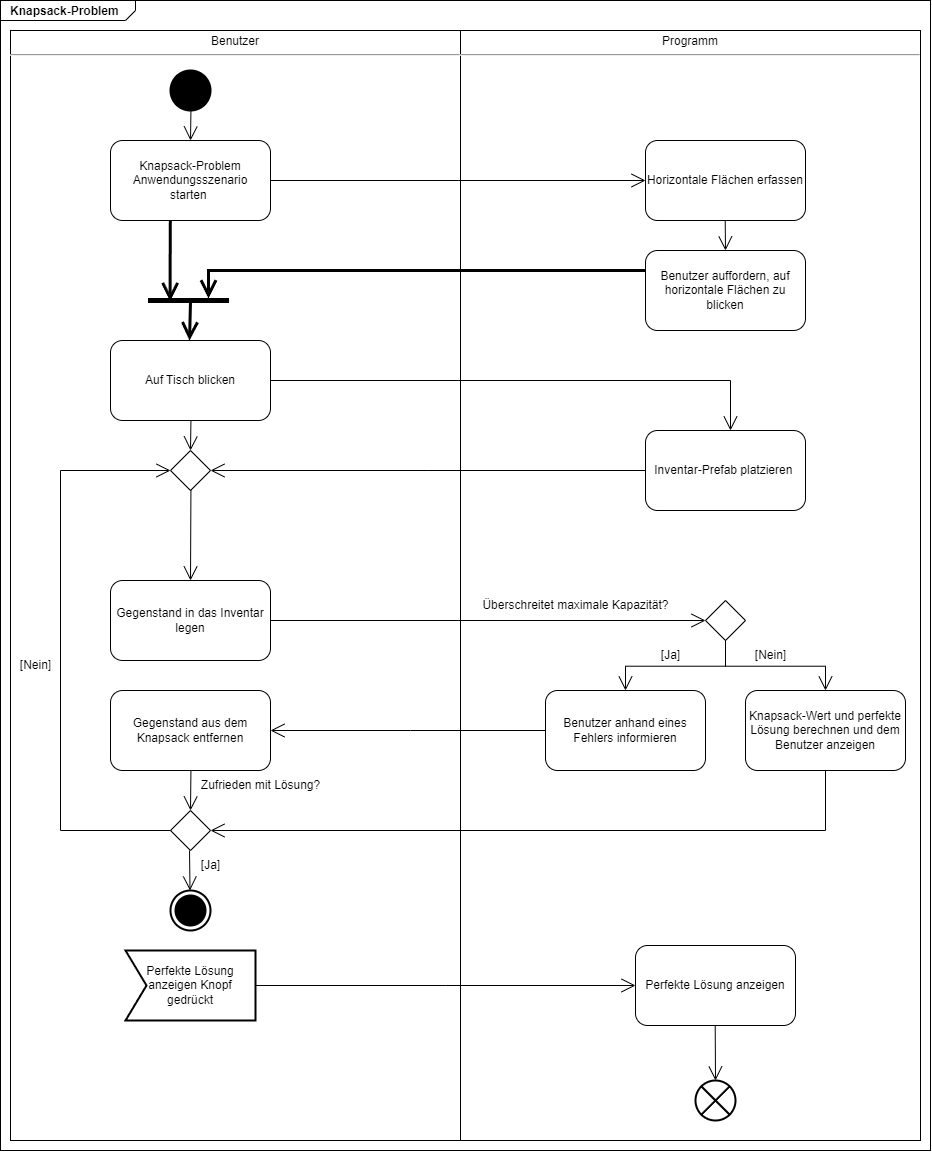 Knapsack-Problem
Benutzer
Programm
Knapsack-Problem
Anwendungsszenario
starten
Horizontale Flächen erfassen
Benutzer auffordern, auf
horizontale Flächen zu
blicken
Auf Tisch blicken
Inventar-Prefab platzieren
Gegenstand in das Inventar
legen
Überschreitet maximale Kapazität?
[Ja]
[Nein]
[Nein]
Gegenstand aus dem
Knapsack entfernen
Benutzer anhand eines
Fehlers informieren
Knapsack-Wert und perfekte
Lösung berechnen und dem
Benutzer anzeigen
Zufrieden mit Lösung?
[Ja]
Perfekte Lösung
anzeigen Knopf
gedrückt
Perfekte Lösung anzeigen